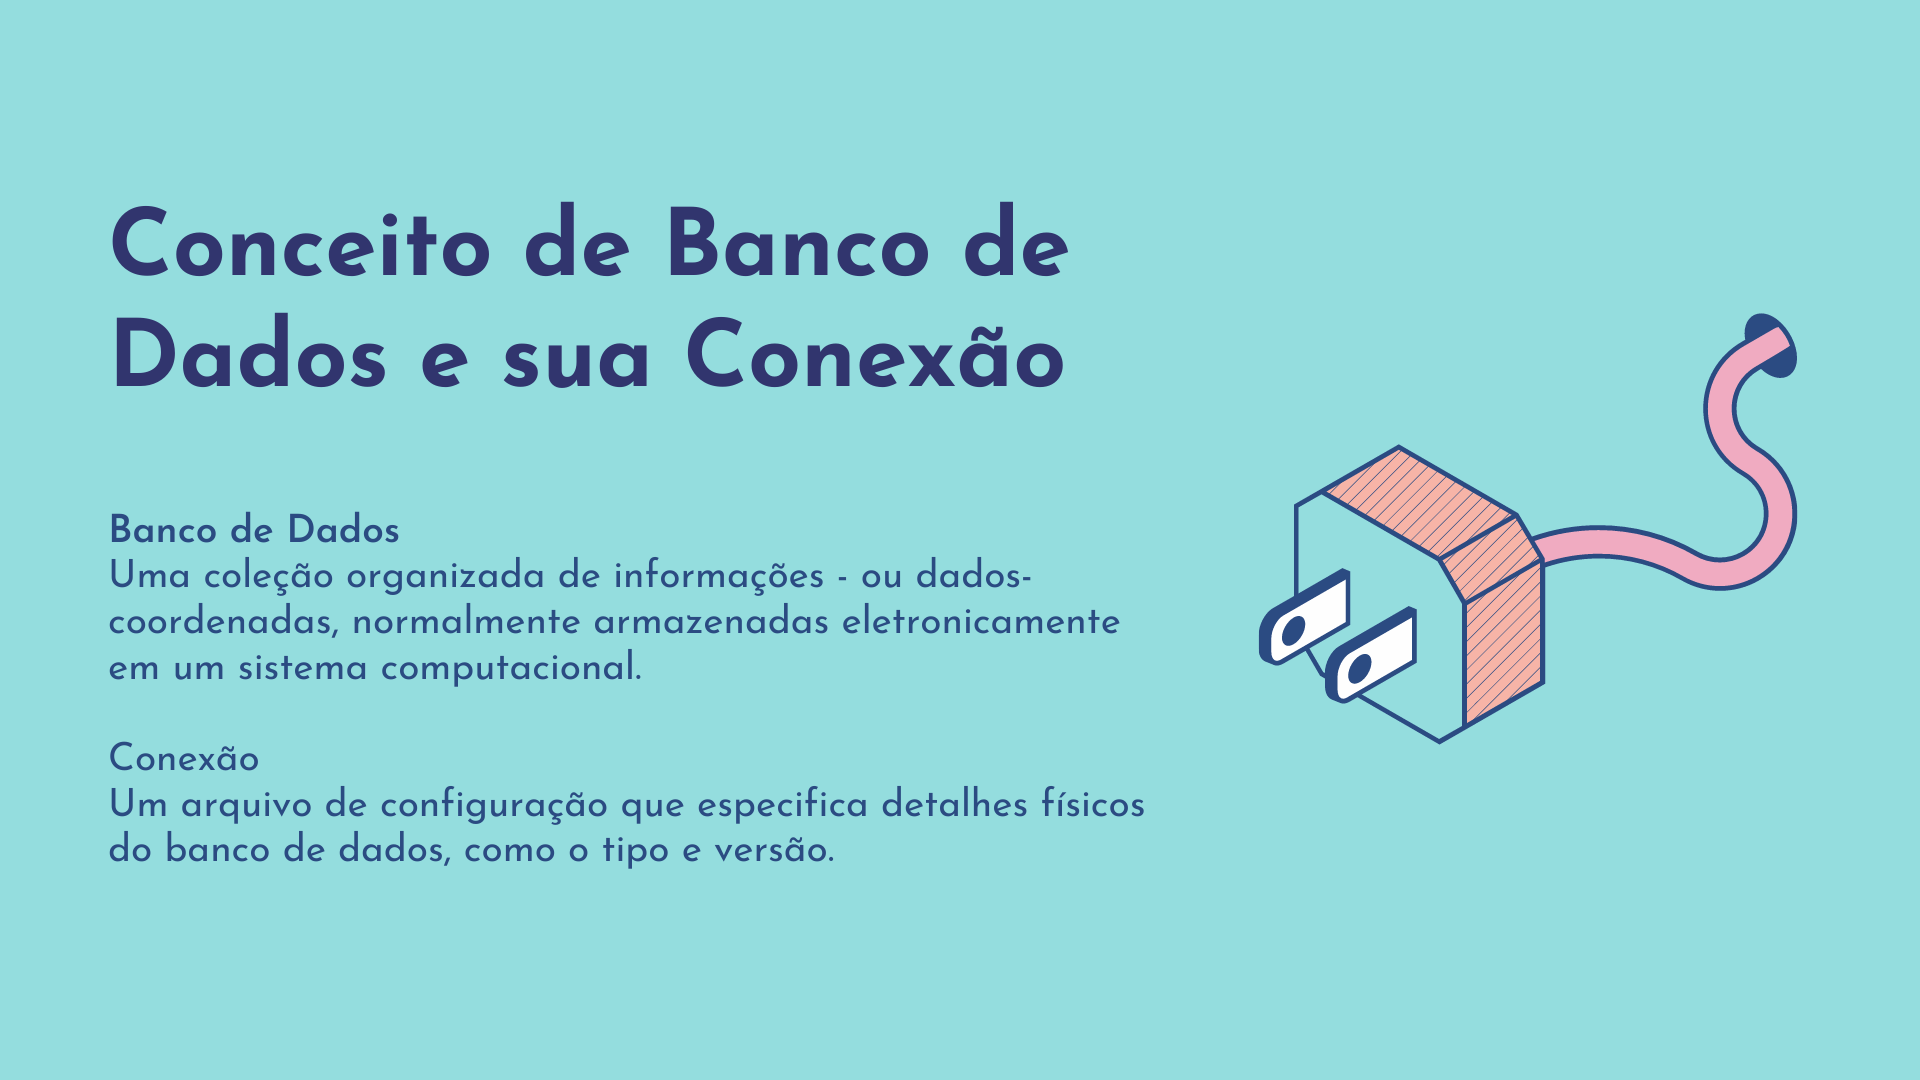 Conceito de Banco de
Dados e sua Conexão
Banco de Dados
Uma coleção organizada de informações - ou dados-
coordenadas, normalmente armazenadas eletronicamente
em um sistema computacional.
Conexão
Um arquivo de configuração que especifica detalhes físicos
do banco de dados, como o tipo e versão.